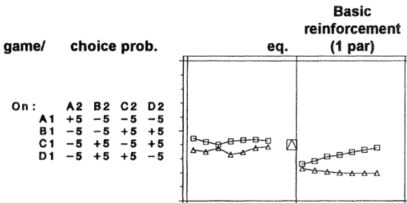 Basic
reinforcement
game/ choice prob. eq. (1 par)
On: A2 B2 C2 D2
A1 +5 -5 -5 -5
B1 -5 -5 +5 +5
C1 -5 +5 -5 +5
D1 -5 +5 +5 -5